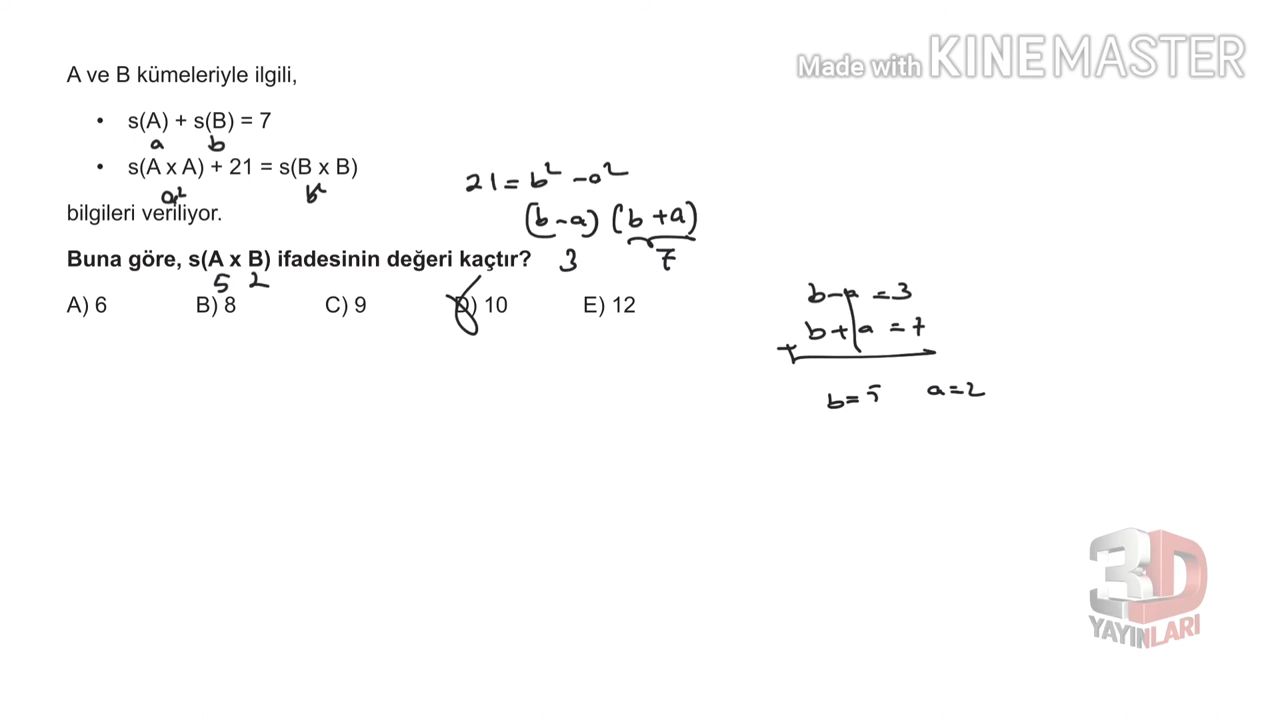 Made with KINEMASTER
A ve B kümeleriyle ilgili,
• s(A) + s(B) = 7
a b
• s(A x A) + 21 = s(B x B)
a² b²
bilgileri veriliyor.
21 = b² - a²
(b-a) (b+a)
3 7
Buna göre, s(A x B) ifadesinin değeri kaçtır?
5 2
A) 6 B) 8 C) 9 D) 10 E) 12
b-a = 3
b+a = 7
+
b=5 a=2
3D
YAYINLARI